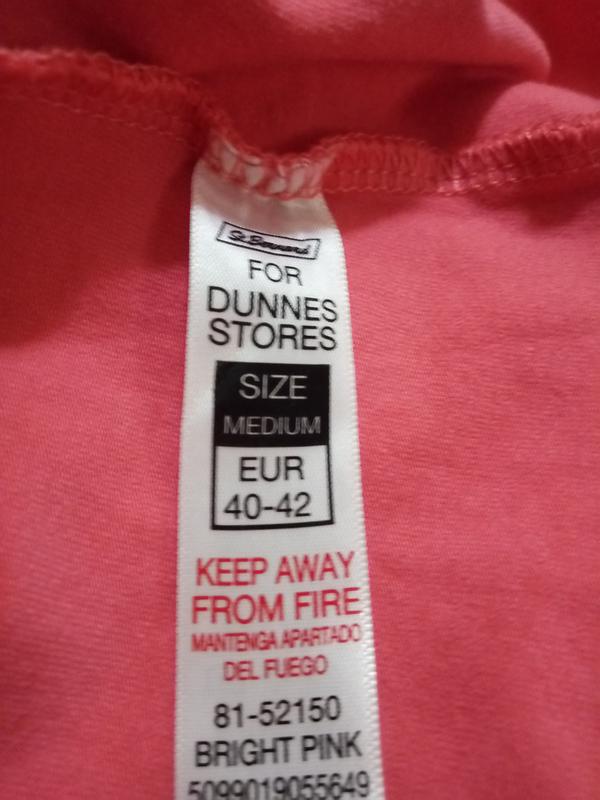 St. Bernard
FOR
DUNNES
STORES
SIZE
MEDIUM
EUR
40-42
KEEP AWAY
FROM FIRE
MANTENGA APARTADO
DEL FUEGO
81-52150
BRIGHT PINK
5099019055649